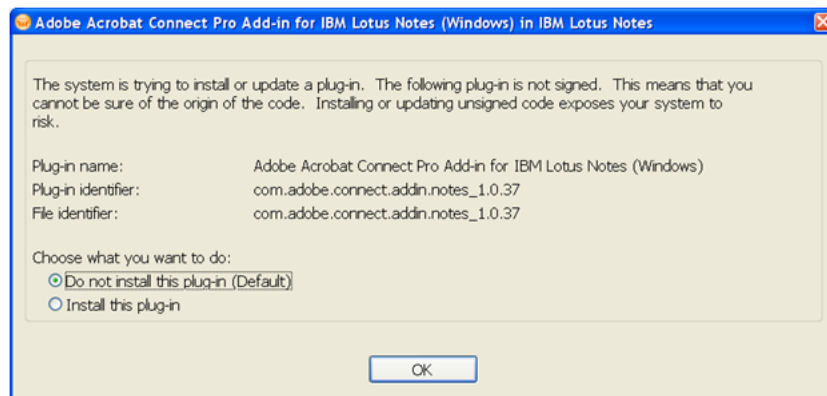 Adobe Acrobat Connect Pro Add-in for IBM Lotus Notes (Windows) in IBM Lotus Notes
The system is trying to install or update a plug-in. The following plug-in is not signed. This means that you
cannot be sure of the origin of the code. Installing or updating unsigned code exposes your system to
risk.
Plug-in name: Adobe Acrobat Connect Pro Add-in for IBM Lotus Notes (Windows)
Plug-in identifier: com.adobe.connect.addin.notes_1.0.37
File identifier: com.adobe.connect.addin.notes_1.0.37
Choose what you want to do:
Do not install this plug-in (Default)
Install this plug-in
OK